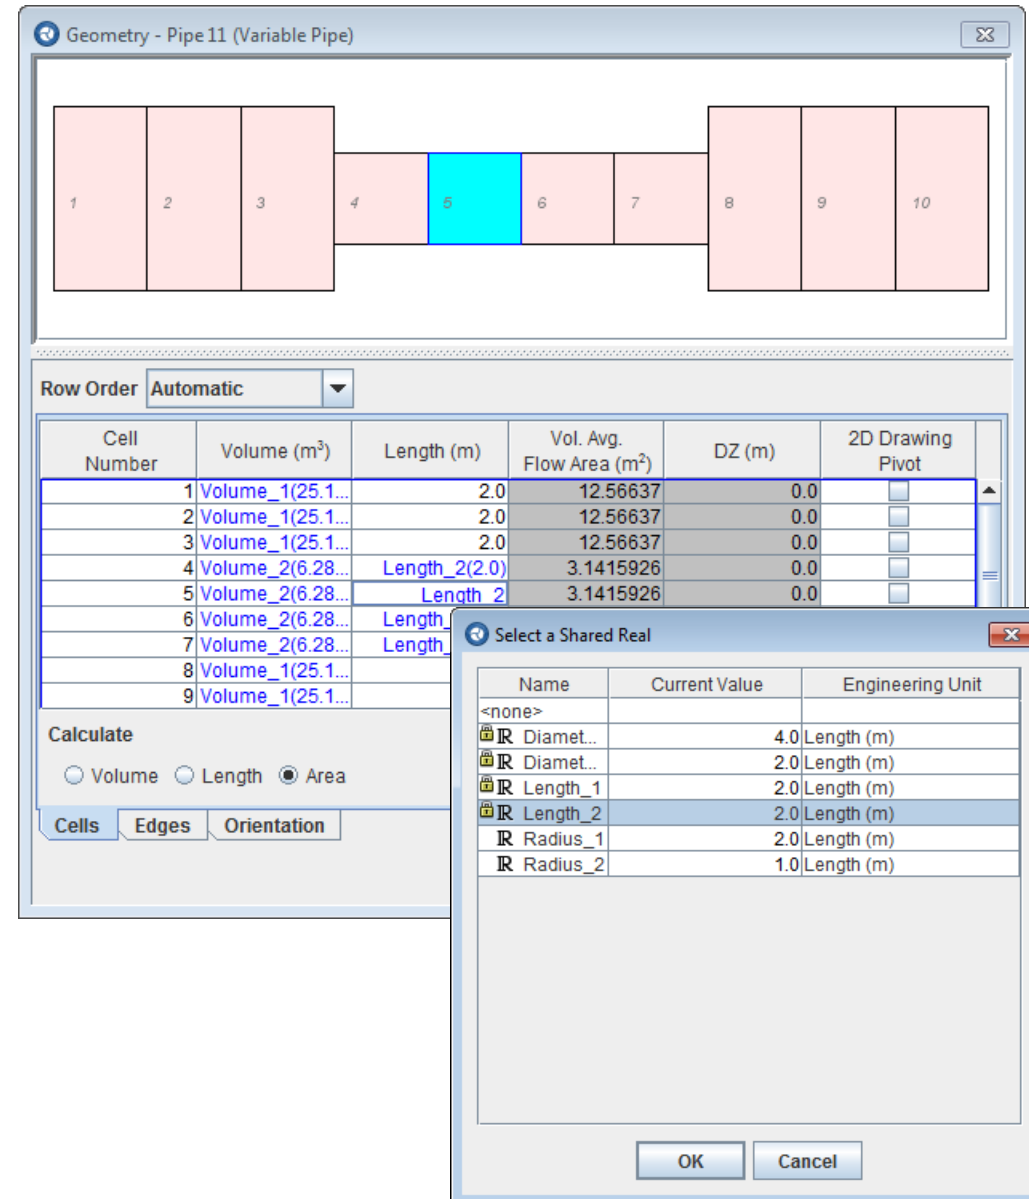 Geometry - Pipe 11 (Variable Pipe)
1 2 3 4 5 6 7 8 9 10
Row Order Automatic
Cell Number Volume (m³) Length (m) Vol. Avg. Flow Area (m²) DZ (m) 2D Drawing Pivot
1 Volume_1(25.1... 2.0 12.56637 0.0
2 Volume_1(25.1... 2.0 12.56637 0.0
3 Volume_1(25.1... 2.0 12.56637 0.0
4 Volume_2(6.28... Length_2(2.0) 3.1415926 0.0
5 Volume_2(6.28... Length_2 3.1415926 0.0
6 Volume_2(6.28... Length_
7 Volume_2(6.28... Length_
8 Volume_1(25.1...
9 Volume_1(25.1...
Calculate
Volume Length Area
Cells Edges Orientation
Select a Shared Real
Name Current Value Engineering Unit
<none>
R Diamet... 4.0 Length (m)
R Diamet... 2.0 Length (m)
R Length_1 2.0 Length (m)
R Length_2 2.0 Length (m)
R Radius_1 2.0 Length (m)
R Radius_2 1.0 Length (m)
OK Cancel